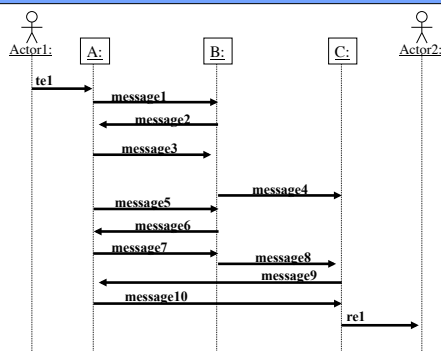 Actor1:
A:
B:
C:
Actor2:
te1
message1
message2
message3
message4
message5
message6
message7
message8
message9
message10
re1